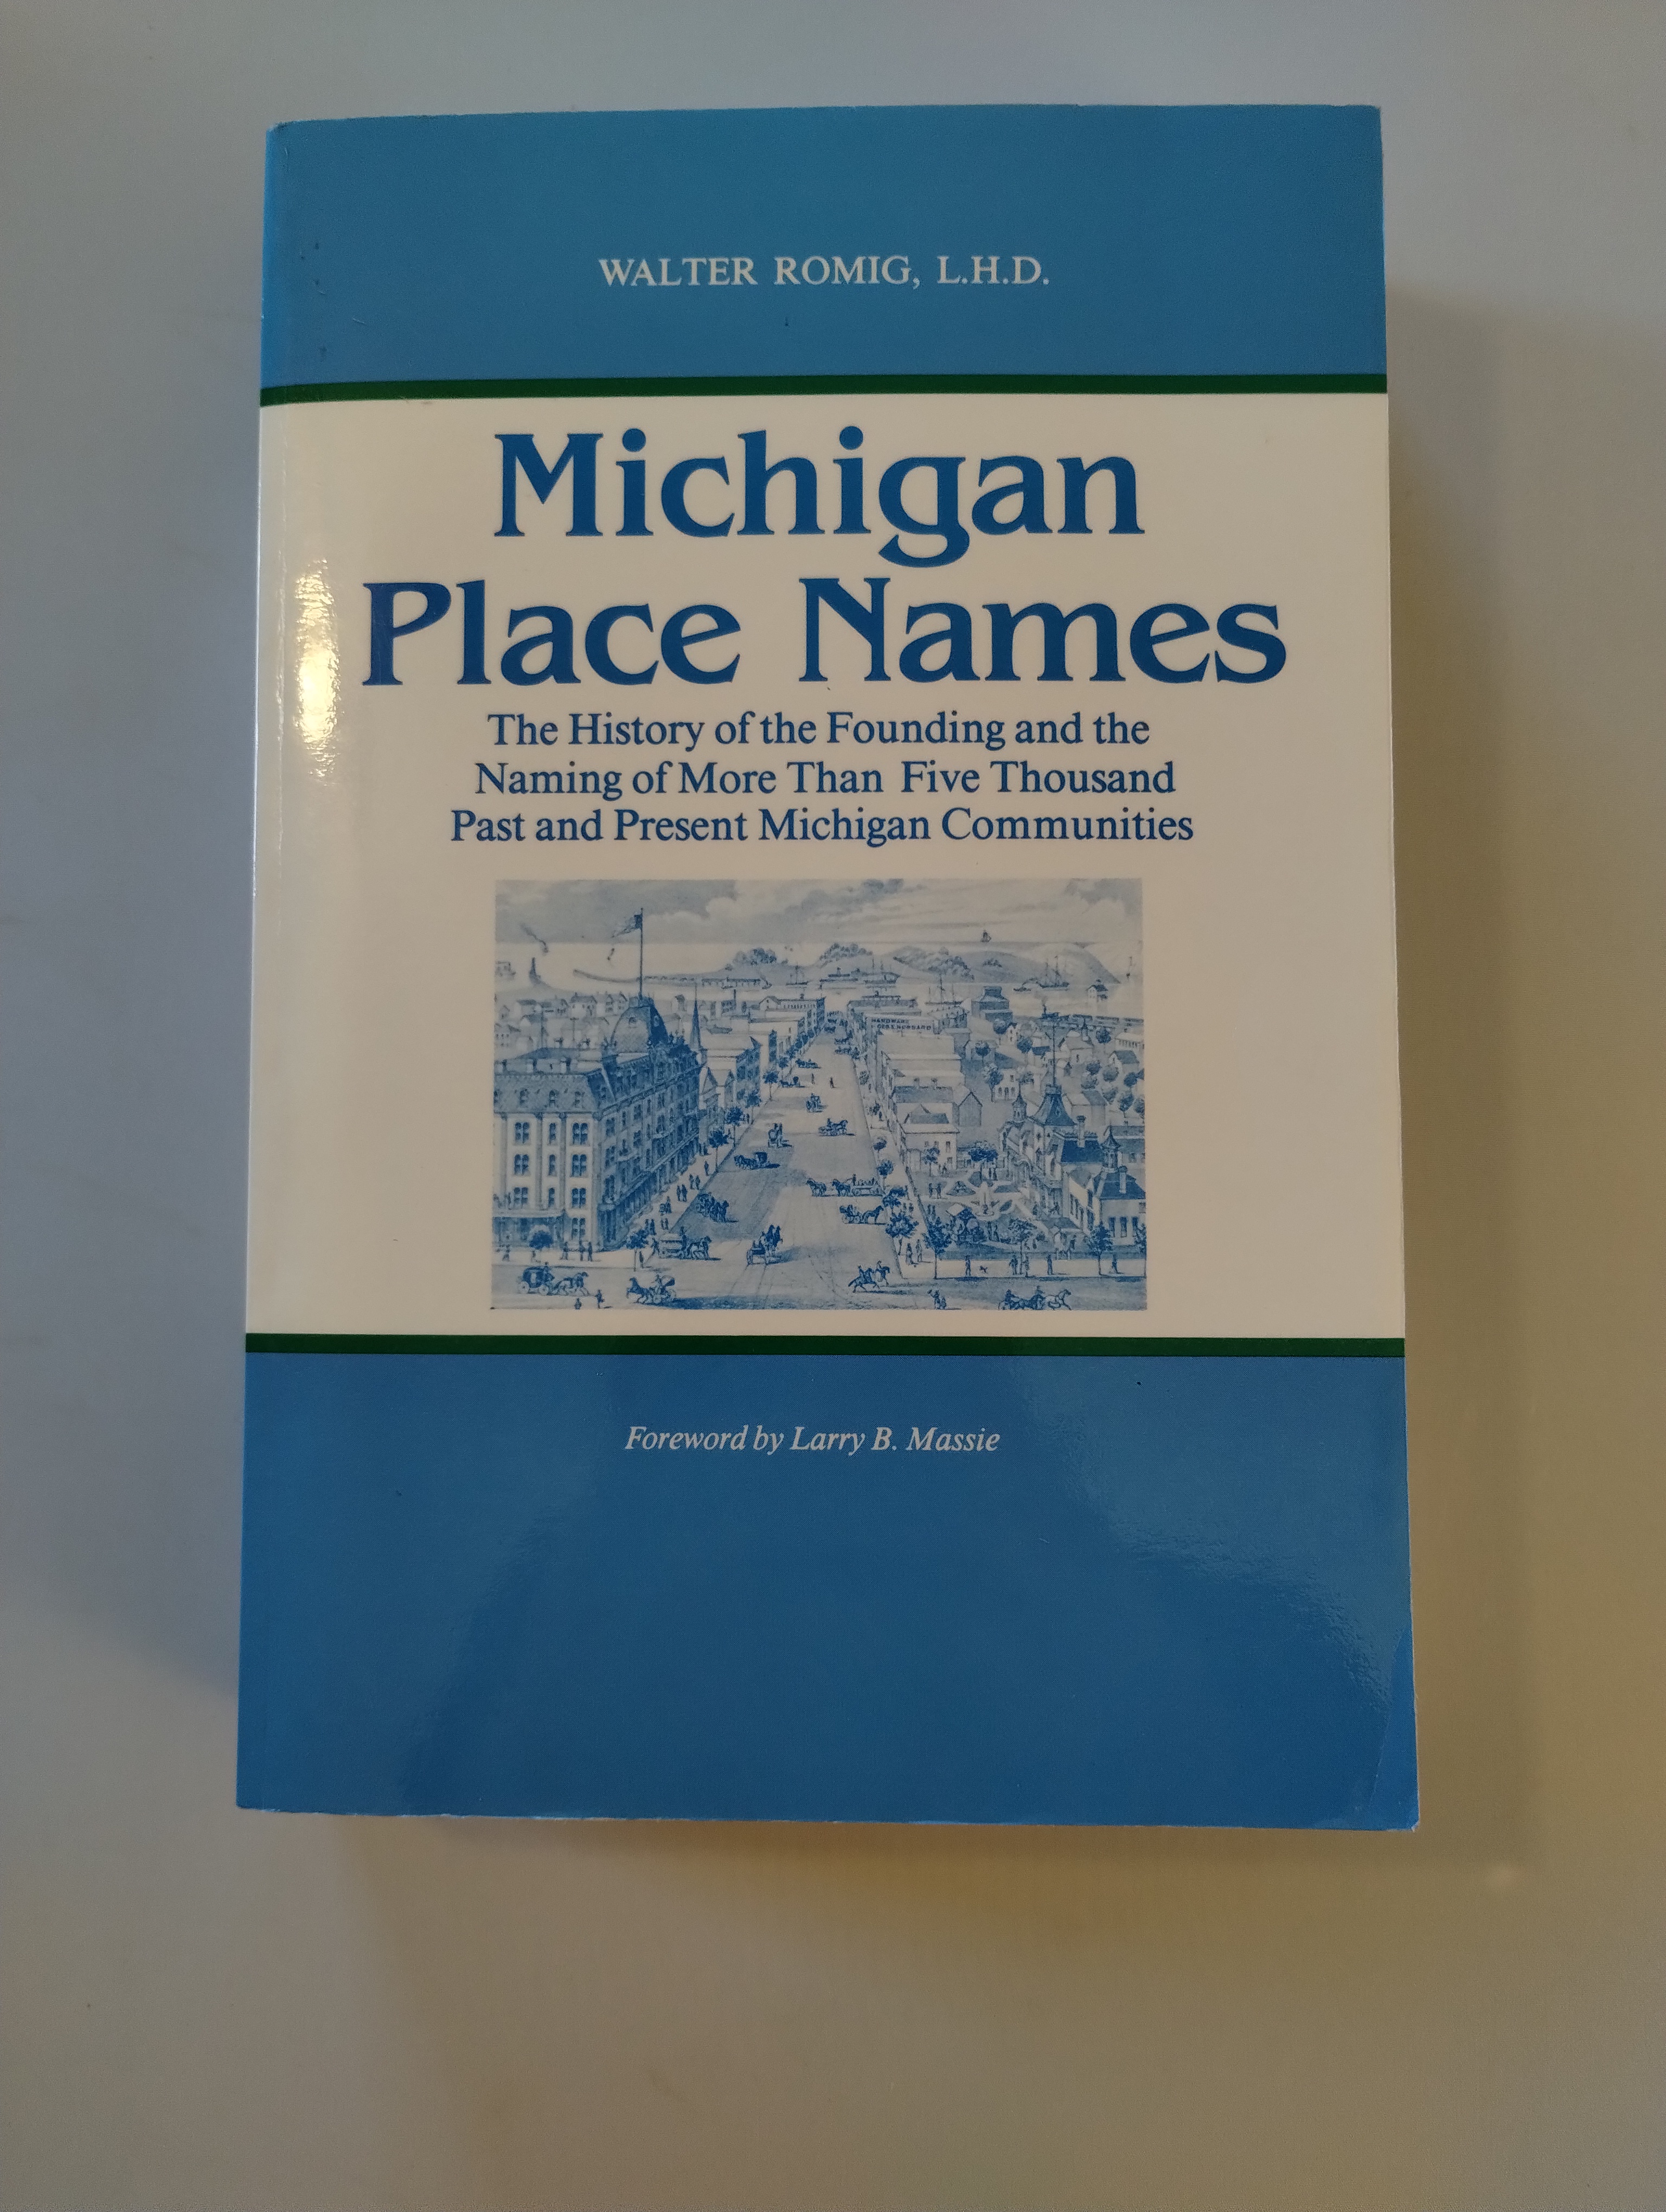 WALTER ROMIG, L.H.D.
Michigan
Place Names
The History of the Founding and the
Naming of More Than Five Thousand
Past and Present Michigan Communities
HARDWARE
Foreword by Larry B. Massie